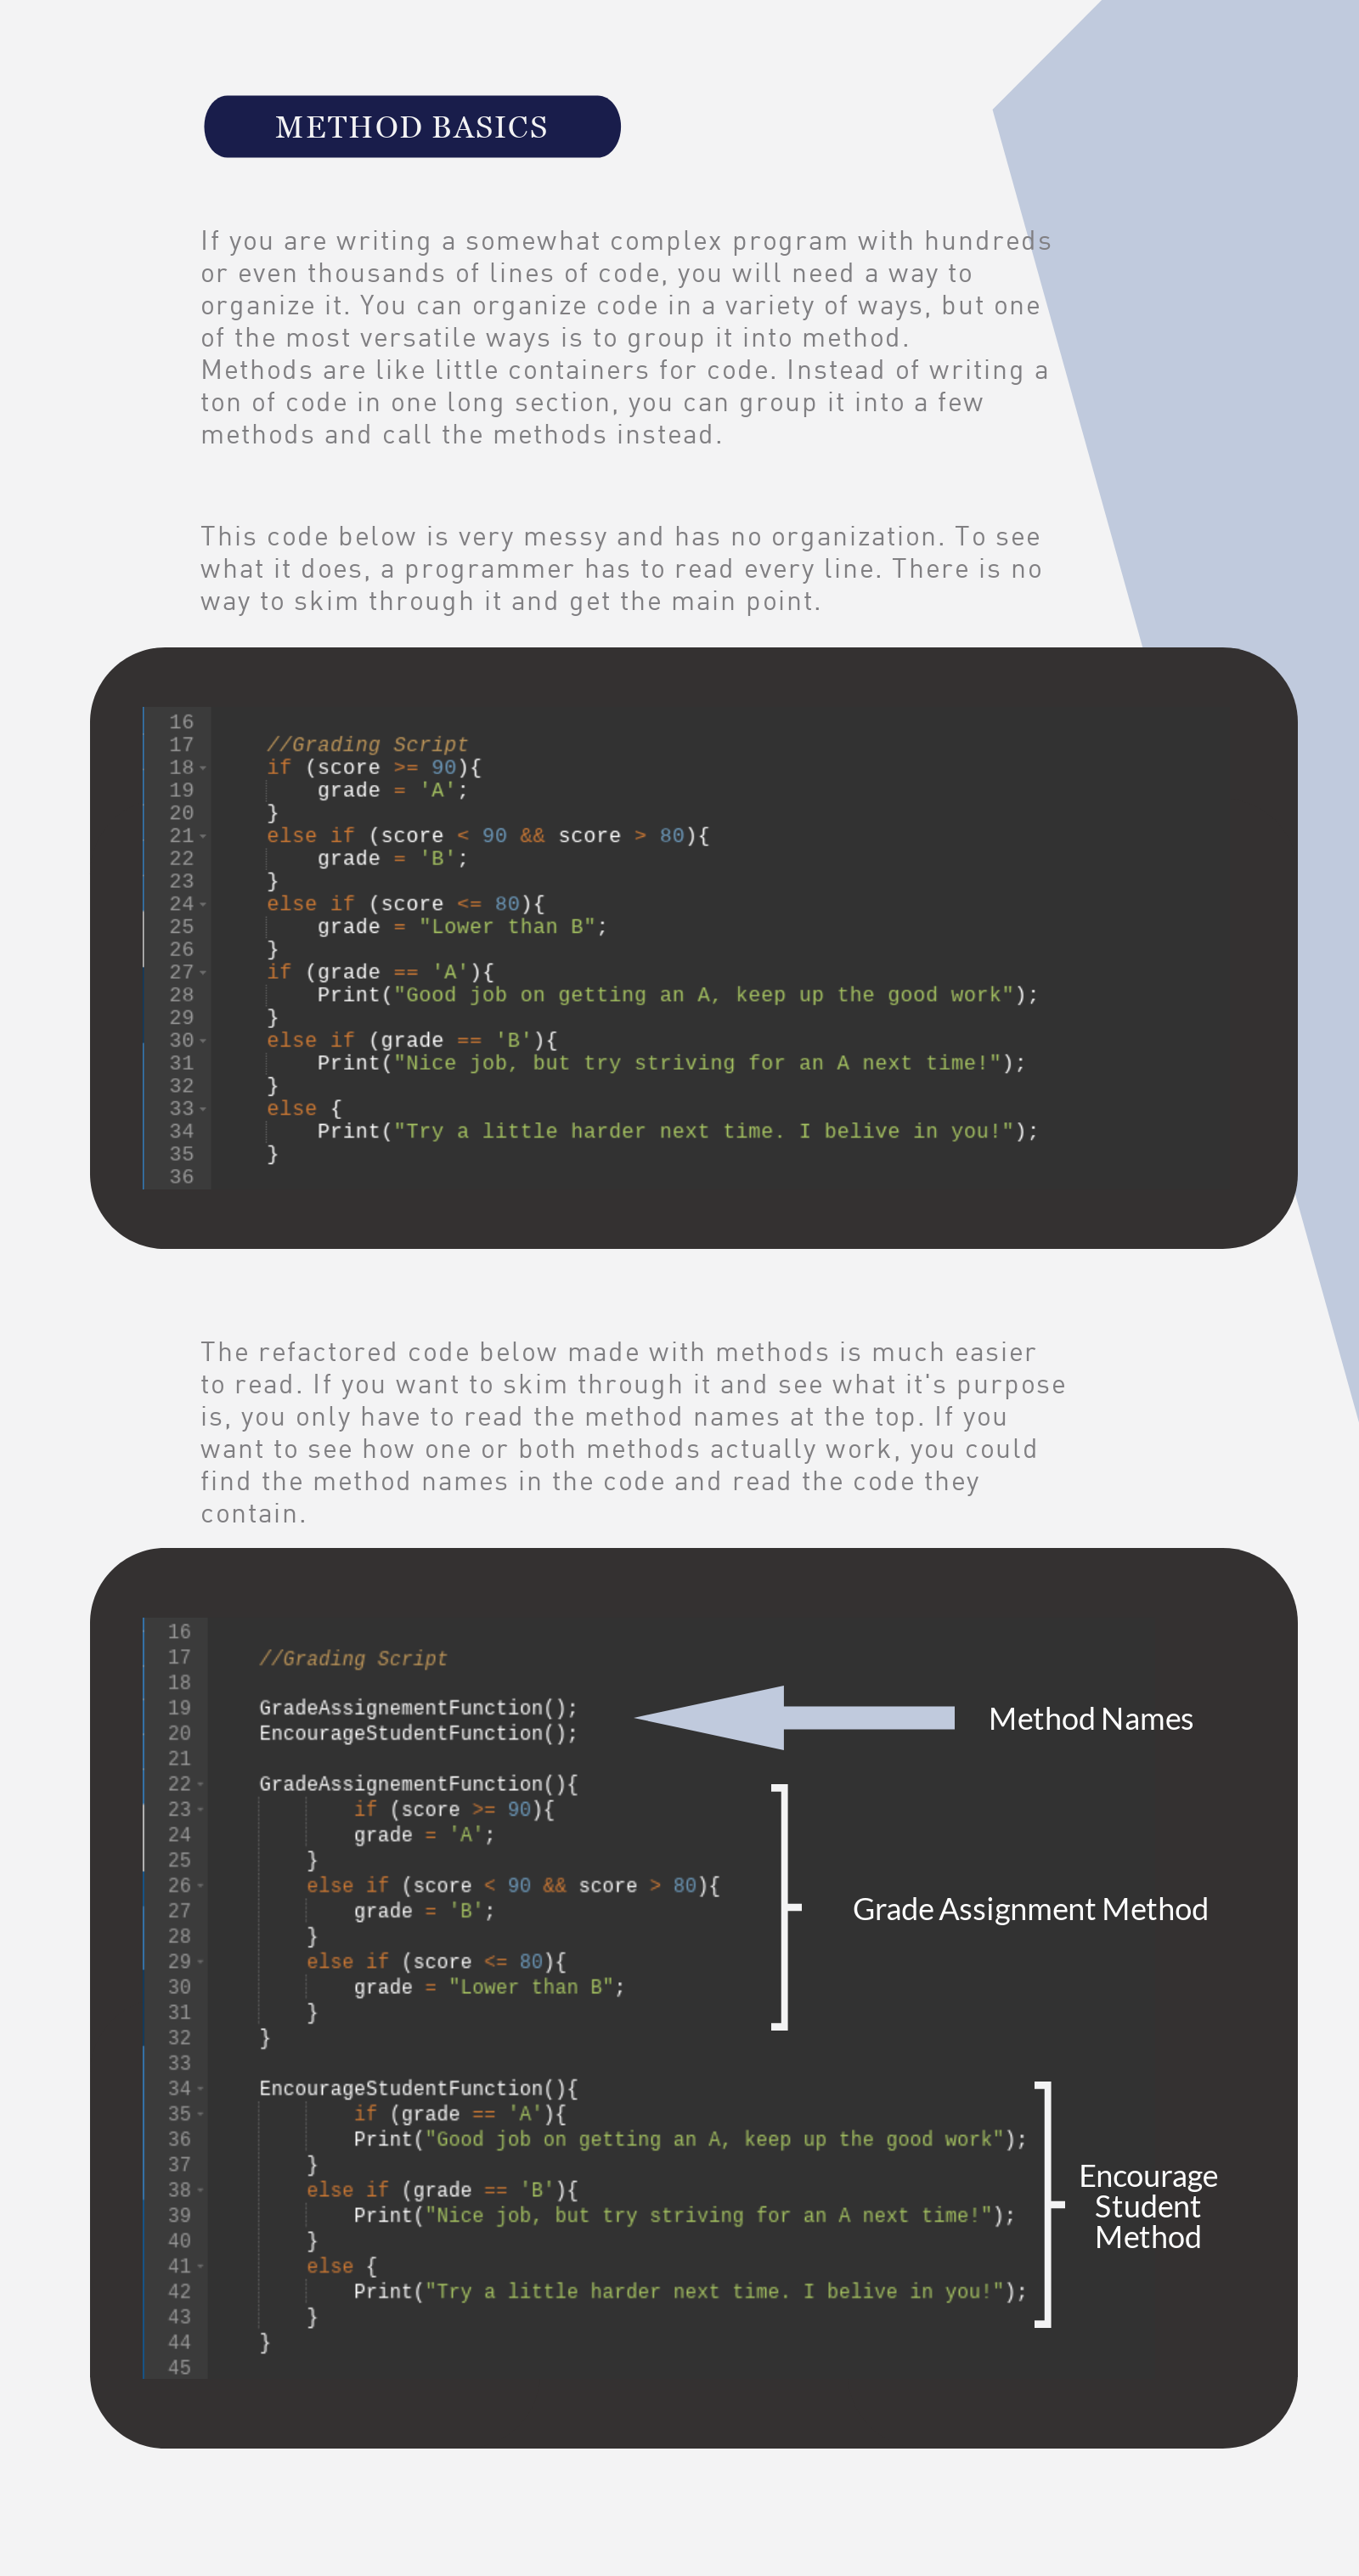 METHOD BASICS
If you are writing a somewhat complex program with hundreds
or even thousands of lines of code, you will need a way to
organize it. You can organize code in a variety of ways, but one
of the most versatile ways is to group it into method.
Methods are like little containers for code. Instead of writing a
ton of code in one long section, you can group it into a few
methods and call the methods instead.
This code below is very messy and has no organization. To see
what it does, a programmer has to read every line. There is no
way to skim through it and get the main point.
16
17 //Grading Script
18 if (score >= 90){
19 grade = 'A';
20 }
21 else if (score < 90 && score > 80){
22 grade = 'B';
23 }
24 else if (score <= 80){
25 grade = "Lower than B";
26 }
27 if (grade == 'A'){
28 Print("Good job on getting an A, keep up the good work");
29 }
30 else if (grade == 'B'){
31 Print("Nice job, but try striving for an A next time!");
32 }
33 else {
34 Print("Try a little harder next time. I belive in you!");
35 }
36
The refactored code below made with methods is much easier
to read. If you want to skim through it and see what it's purpose
is, you only have to read the method names at the top. If you
want to see how one or both methods actually work, you could
find the method names in the code and read the code they
contain.
16
17 //Grading Script
18
19 GradeAssignementFunction();
20 EncourageStudentFunction();
Method Names
21
22 GradeAssignementFunction(){
23 if (score >= 90){
24 grade = 'A';
25 }
26 else if (score < 90 && score > 80){
27 grade = 'B';
28 }
29 else if (score <= 80){
30 grade = "Lower than B";
31 }
32 }
Grade Assignment Method
33
34 EncourageStudentFunction(){
35 if (grade == 'A'){
36 Print("Good job on getting an A, keep up the good work");
37 }
38 else if (grade == 'B'){
39 Print("Nice job, but try striving for an A next time!");
40 }
41 else {
42 Print("Try a little harder next time. I belive in you!");
43 }
44 }
45
Encourage
Student
Method